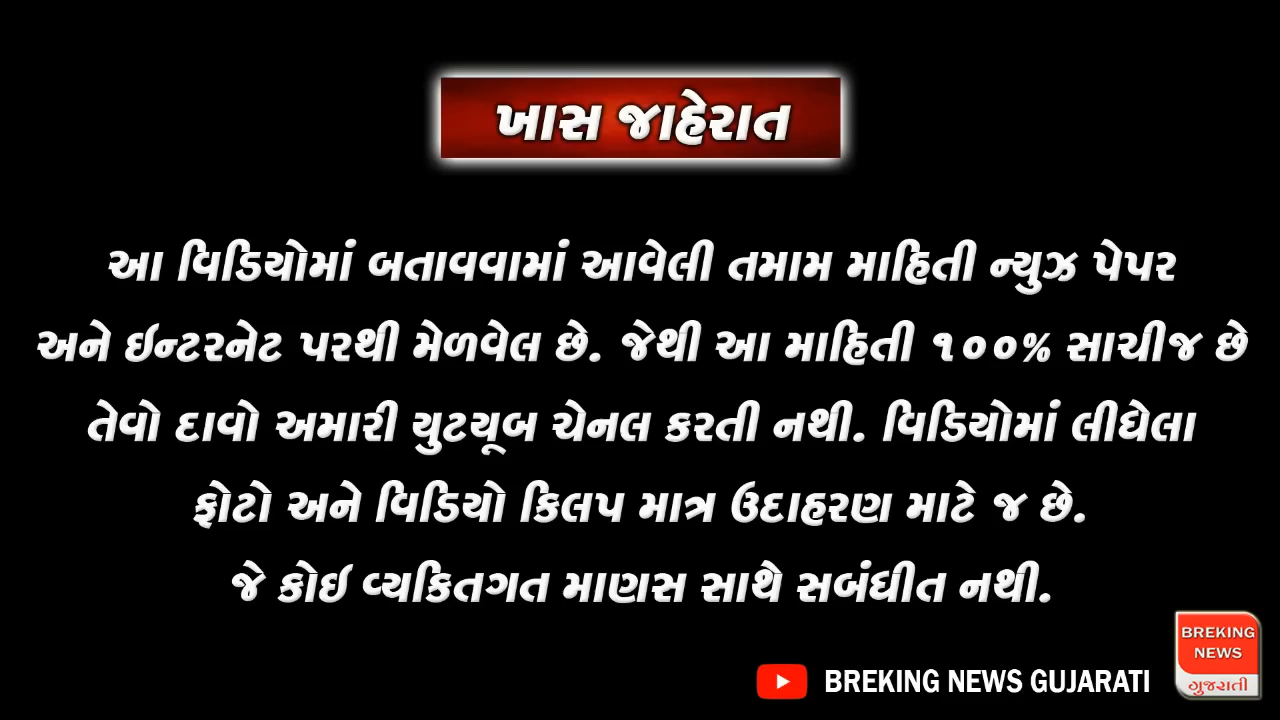 ખાસ જાહેરાત
આ વિડિયોમાં બતાવવામાં આવેલી તમામ માહિતી ન્યુઝ પેપર
અને ઇન્ટરનેટ પરથી મેળવેલ છે. જેથી આ માહિતી ૧૦૦% સાચીજ છે
તેવો દાવો અમારી યુટયૂબ ચેનલ કરતી નથી. વિડિયોમાં લીધેલા
ફોટો અને વિડિયો કિલપ માત્ર ઉદાહરણ માટે જ છે.
જે કોઇ વ્યકિતગત માણસ સાથે સબંધીત નથી.
BREKING NEWS GUJARATI
BREKING
NEWS
ગુજરાતી